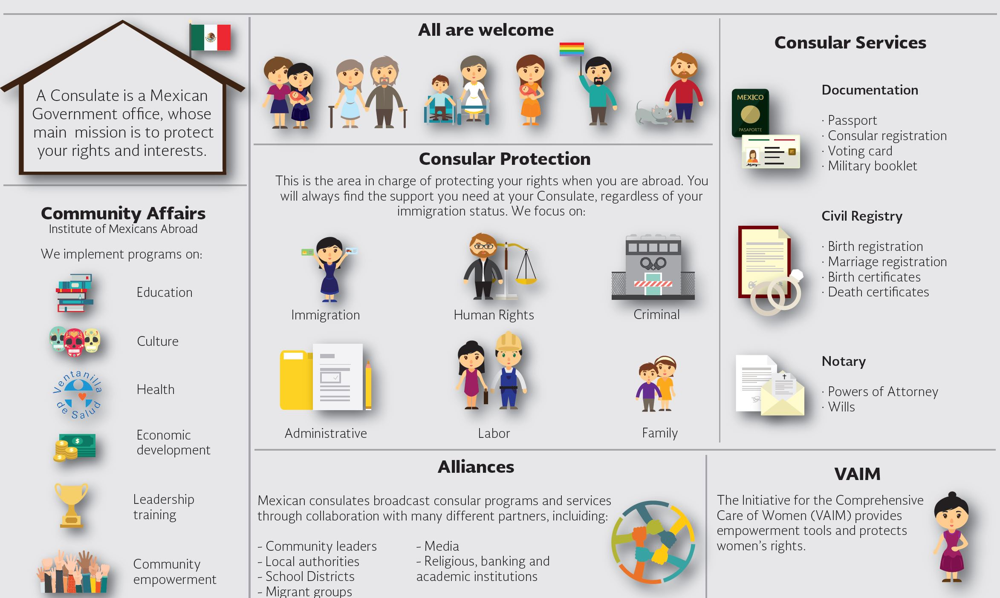 A Consulate is a Mexican
Government office, whose
main mission is to protect
your rights and interests.
Community Affairs
Institute of Mexicans Abroad
We implement programs on:
Education
Culture
Ventanilla
de Salud
Health
Economic
development
Leadership
training
Community
empowerment
All are welcome
Consular Protection
This is the area in charge of protecting your rights when you are abroad. You
will always find the support you need at your Consulate, regardless of your
immigration status. We focus on:
Immigration
Human Rights
Criminal
Administrative
Labor
Family
Consular Services
MEXICO
PASAPORTE
Documentation
· Passport
· Consular registration
· Voting card
· Military booklet
Civil Registry
· Birth registration
· Marriage registration
· Birth certificates
· Death certificates
Notary
· Powers of Attorney
· Wills
Alliances
Mexican consulates broadcast consular programs and services
through collaboration with many different partners, incluiding:
- Community leaders
- Local authorities
- School Districts
- Migrant groups
- Media
- Religious, banking and
academic institutions
VAIM
The Initiative for the Comprehensive
Care of Women (VAIM) provides
empowerment tools and protects
women's rights.